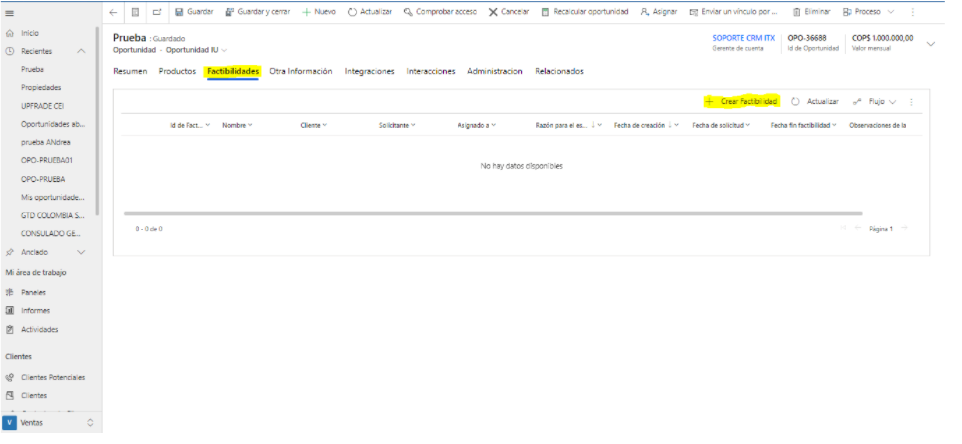 Guardar Guardar y cerrar Nuevo Actualizar Comprobar acceso Cancelar Recalcular oportunidad Asignar Enviar un vínculo por ... Eliminar Proceso
Inicio
Recientes
Prueba
Propiedades
UPFRADE CEI
Oportunidades ab...
prueba ANdrea
OPO-PRUEBA01
OPO-PRUEBA
Mis oportunidade...
GTD COLOMBIA S...
CONSULADO GE...
Anclado
Mi área de trabajo
Paneles
Informes
Actividades
Clientes
Clientes Potenciales
Clientes
V Ventas
Prueba : Guardado
Oportunidad · Oportunidad IU
SOPORTE CRM ITX
Gerente de cuenta
OPO-36688
Id de Oportunidad
COP$ 1.000.000,00
Valor mensual
Resumen Productos Factibilidades Otra Información Integraciones Interacciones Administracion Relacionados
Crear Factibilidad Actualizar Flujo
Id de Fact... Nombre Cliente Solicitante Asignado a Razón para el es... Fecha de creación Fecha de solicitud Fecha fin factibilidad Observaciones de la
No hay datos disponibles
0 - 0 de 0
Página 1